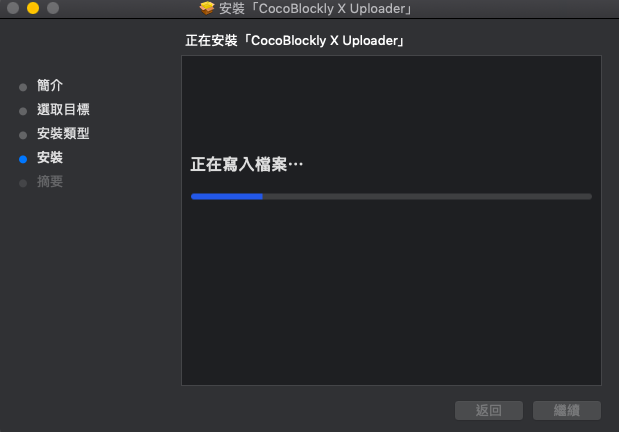 安裝「CocoBlockly X Uploader」
正在安裝「CocoBlockly X Uploader」
簡介
選取目標
安裝類型
安裝
摘要
正在寫入檔案⋯
返回
繼續